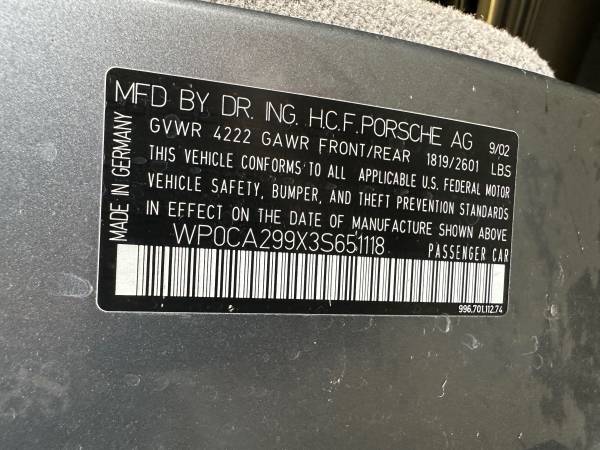 MFD BY DR. ING. H.C.F. PORSCHE AG 9/02
GVWR 4222 GAWR FRONT/REAR 1819/2601 LBS
THIS VEHICLE CONFORMS TO ALL APPLICABLE U.S. FEDERAL MOTOR
VEHICLE SAFETY, BUMPER, AND THEFT PREVENTION STANDARDS
IN EFFECT ON THE DATE OF MANUFACTURE SHOWN ABOVE
WP0CA299X3S651118 PASSENGER CAR
996.701.112.74
MADE IN GERMANY